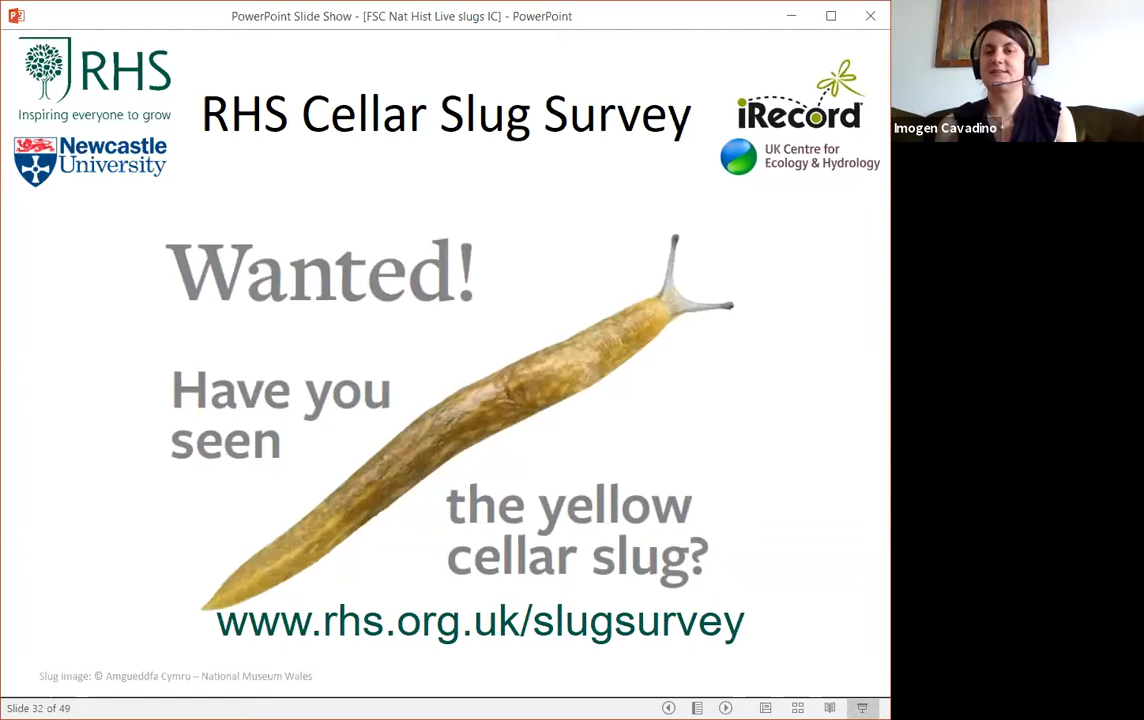 PowerPoint Slide Show - [FSC Nat Hist Live slugs IC] - PowerPoint
RHS
Inspiring everyone to grow
Newcastle
University
RHS Cellar Slug Survey
iRecord
UK Centre for
Ecology & Hydrology
Imogen Cavadino
Wanted!
Have you
seen
the yellow
cellar slug?
www.rhs.org.uk/slugsurvey
Slug image: © Amgueddfa Cymru – National Museum Wales
Slide 32 of 49